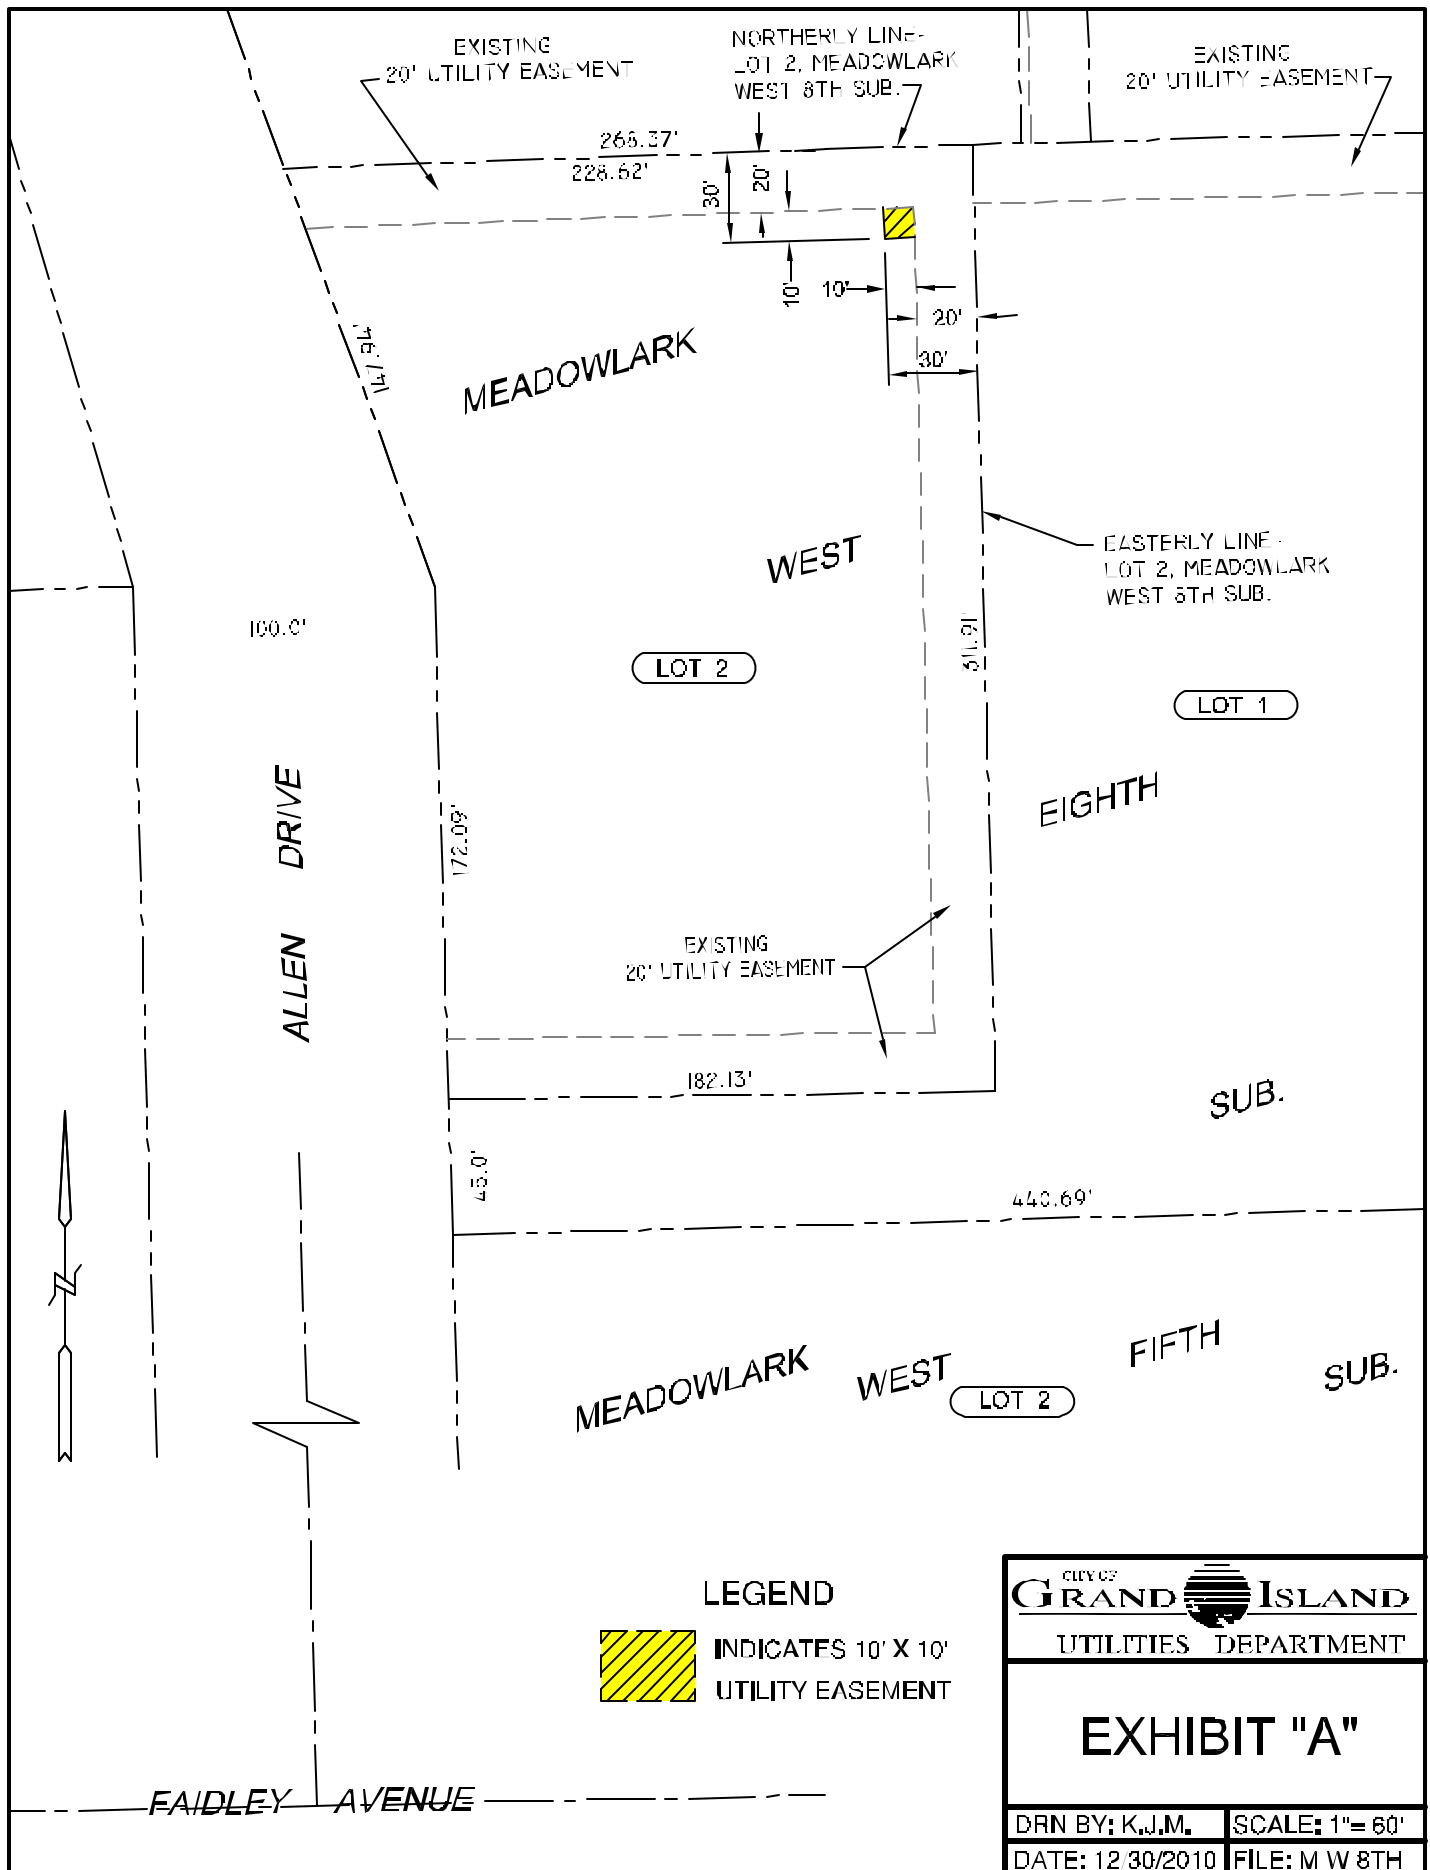 EXISTING
20' UTILITY EASEMENT
NORTHERLY LINE-
LOT 2, MEADOWLARK
WEST 8TH SUB.
EXISTING
20' UTILITY EASEMENT
268.37'
228.62'
30'
20'
10'
10'
20'
30'
147.94'
MEADOWLARK
WEST
EASTERLY LINE-
LOT 2, MEADOWLARK
WEST 8TH SUB.
100.0'
311.91'
LOT 2
LOT 1
EIGHTH
ALLEN DRIVE
172.09'
EXISTING
20' UTILITY EASEMENT
182.13'
SUB.
45.0'
440.69'
N
MEADOWLARK
WEST
FIFTH
SUB.
LOT 2
LEGEND
INDICATES 10' X 10'
UTILITY EASEMENT
CITY OF
GRAND ISLAND
UTILITIES DEPARTMENT
EXHIBIT "A"
FAIDLEY AVENUE
DRN BY: K.J.M.
SCALE: 1"= 60'
DATE: 12/30/2010
FILE: M W 8TH